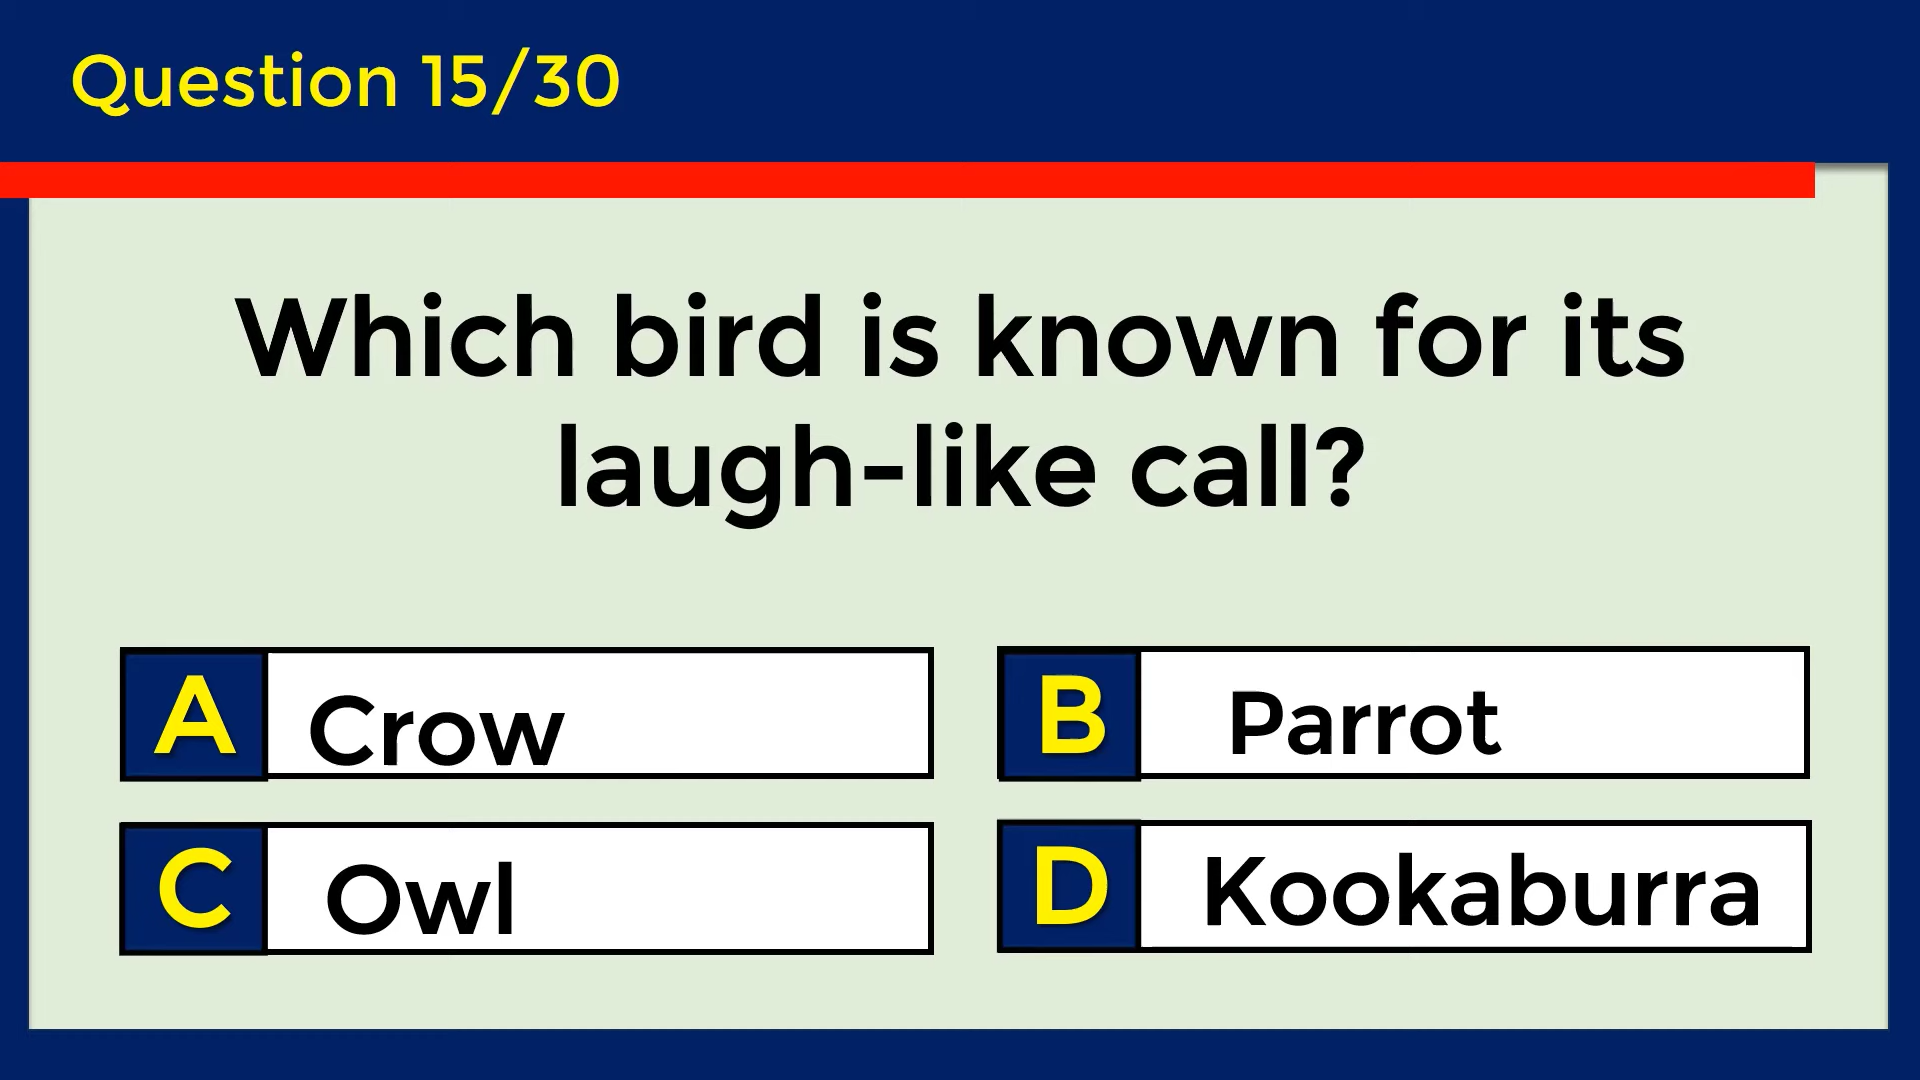 Question 15/30
Which bird is known for its
laugh-like call?
A Crow
B Parrot
C Owl
D Kookaburra